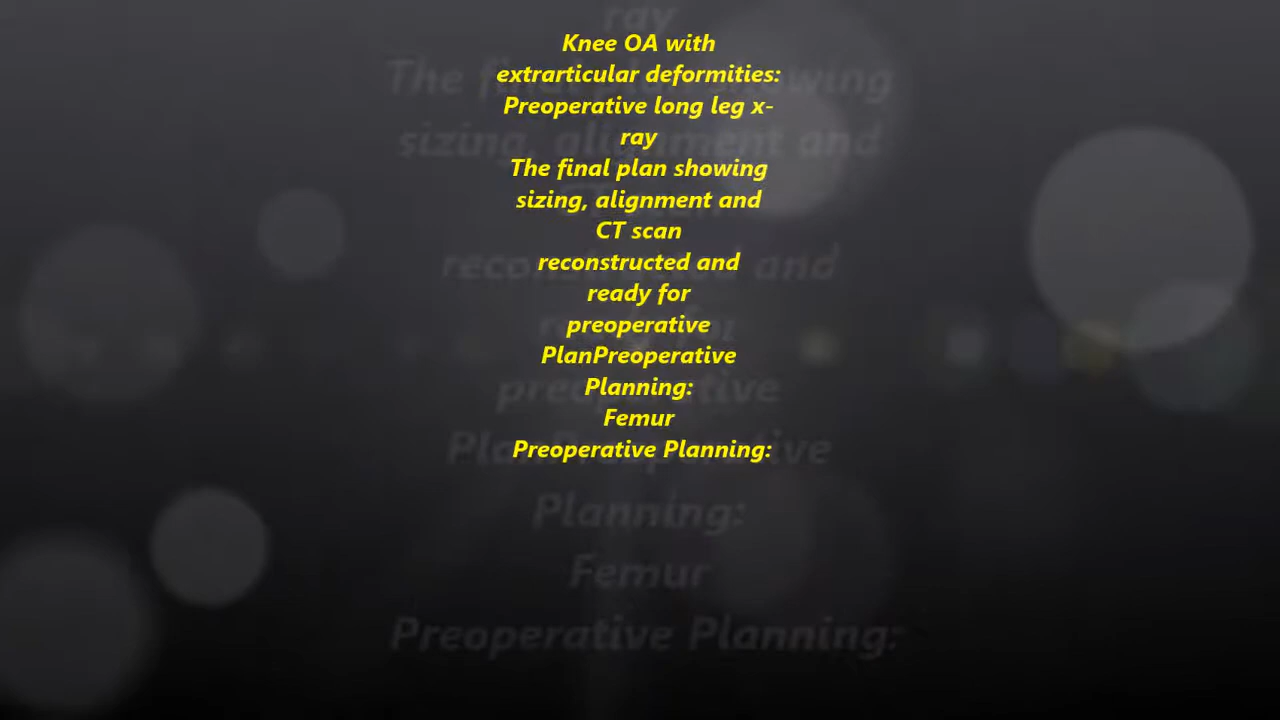 Knee OA with
extrarticular deformities:
Preoperative long leg x-
ray
The final plan showing
sizing, alignment and
CT scan
reconstructed and
ready for
preoperative
PlanPreoperative
Planning:
Femur
Preoperative Planning: